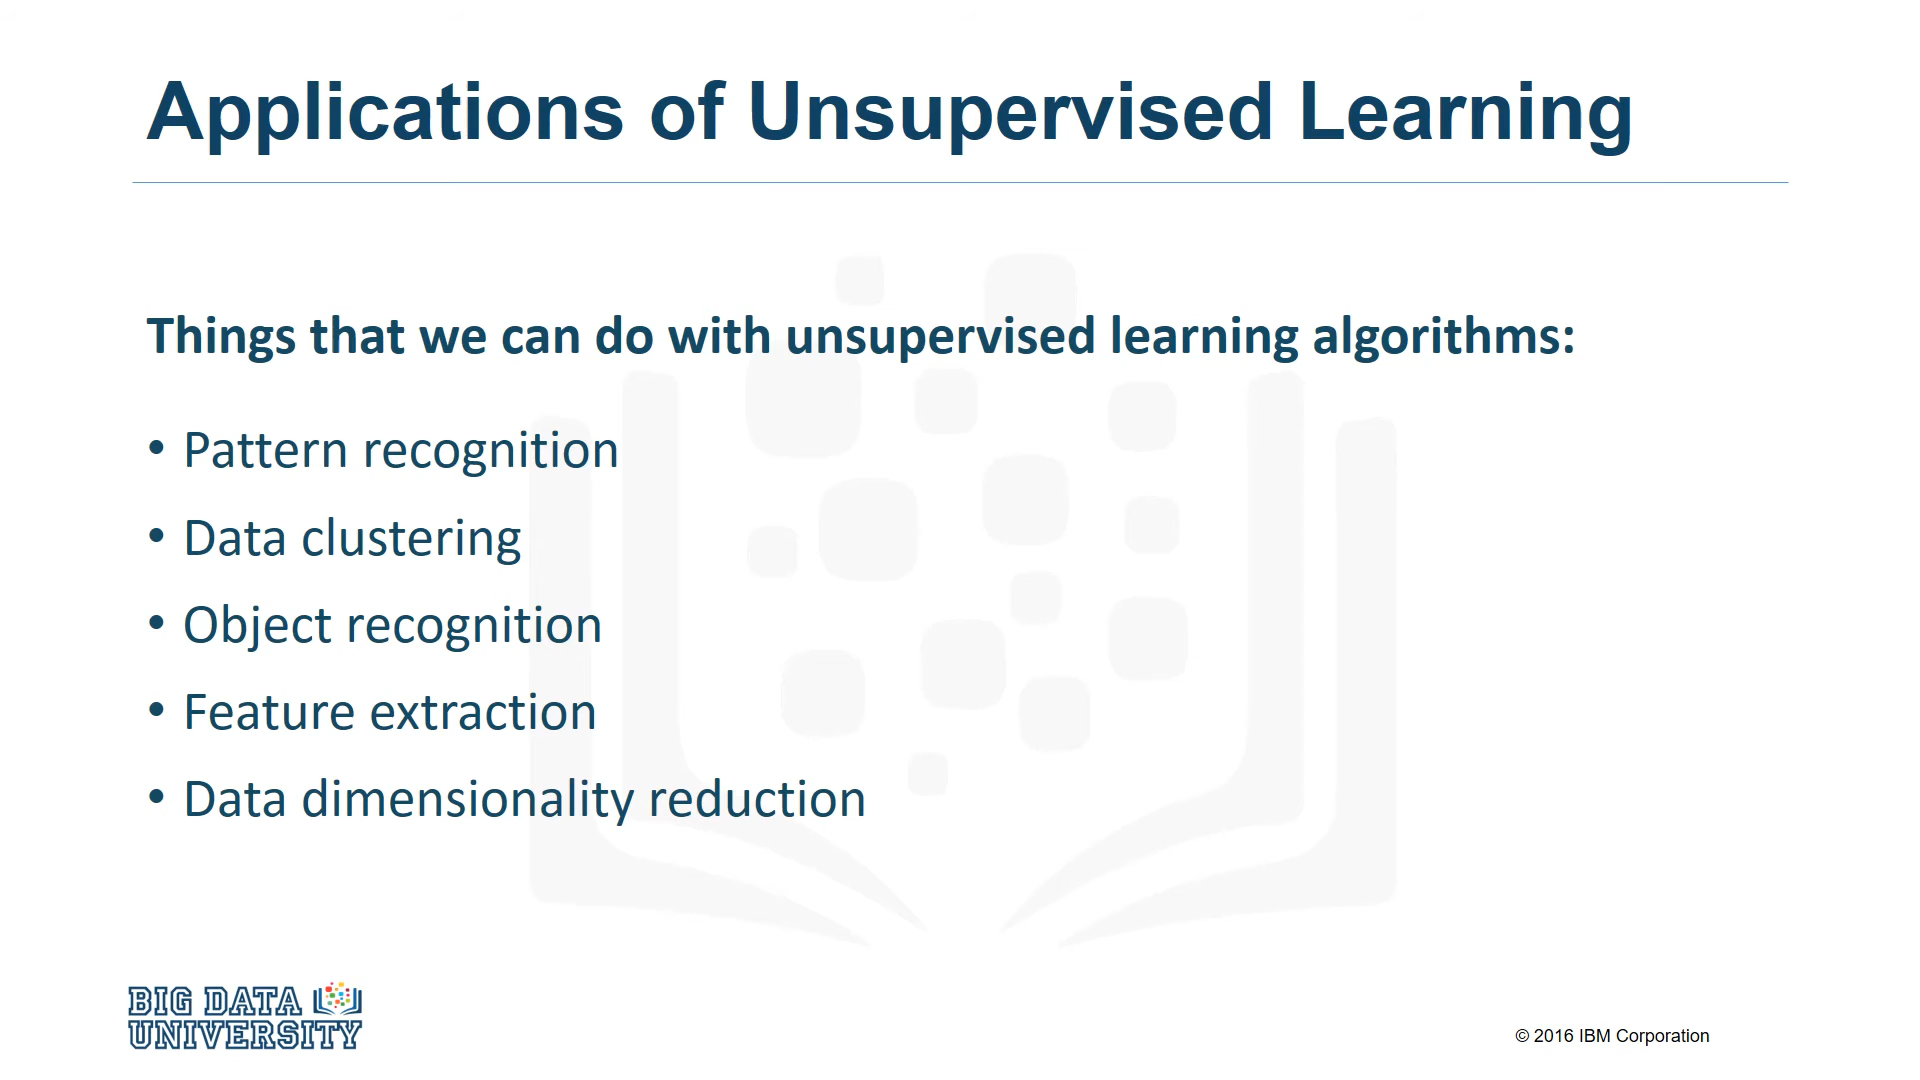 Applications of Unsupervised Learning
Things that we can do with unsupervised learning algorithms:
• Pattern recognition
• Data clustering
• Object recognition
• Feature extraction
• Data dimensionality reduction
BIG DATA
UNIVERSITY
© 2016 IBM Corporation